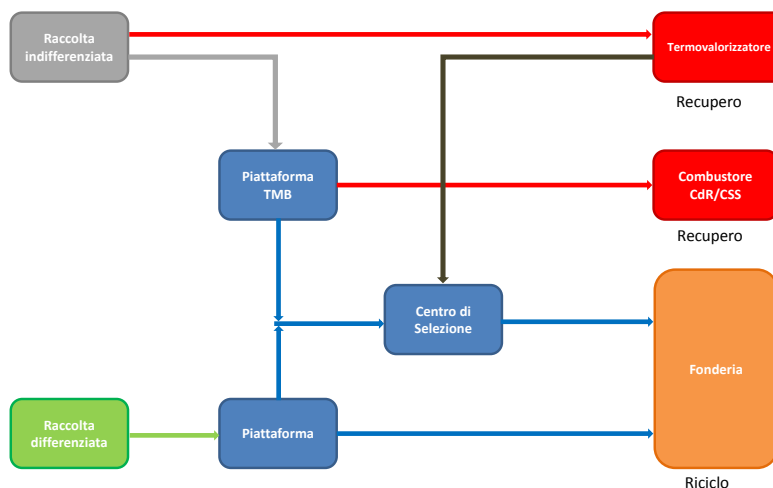 Raccolta
indifferenziata
Termovalorizzatore
Recupero
Piattaforma
TMB
Combustore
CdR/CSS
Recupero
Centro di
Selezione
Fonderia
Raccolta
differenziata
Piattaforma
Riciclo